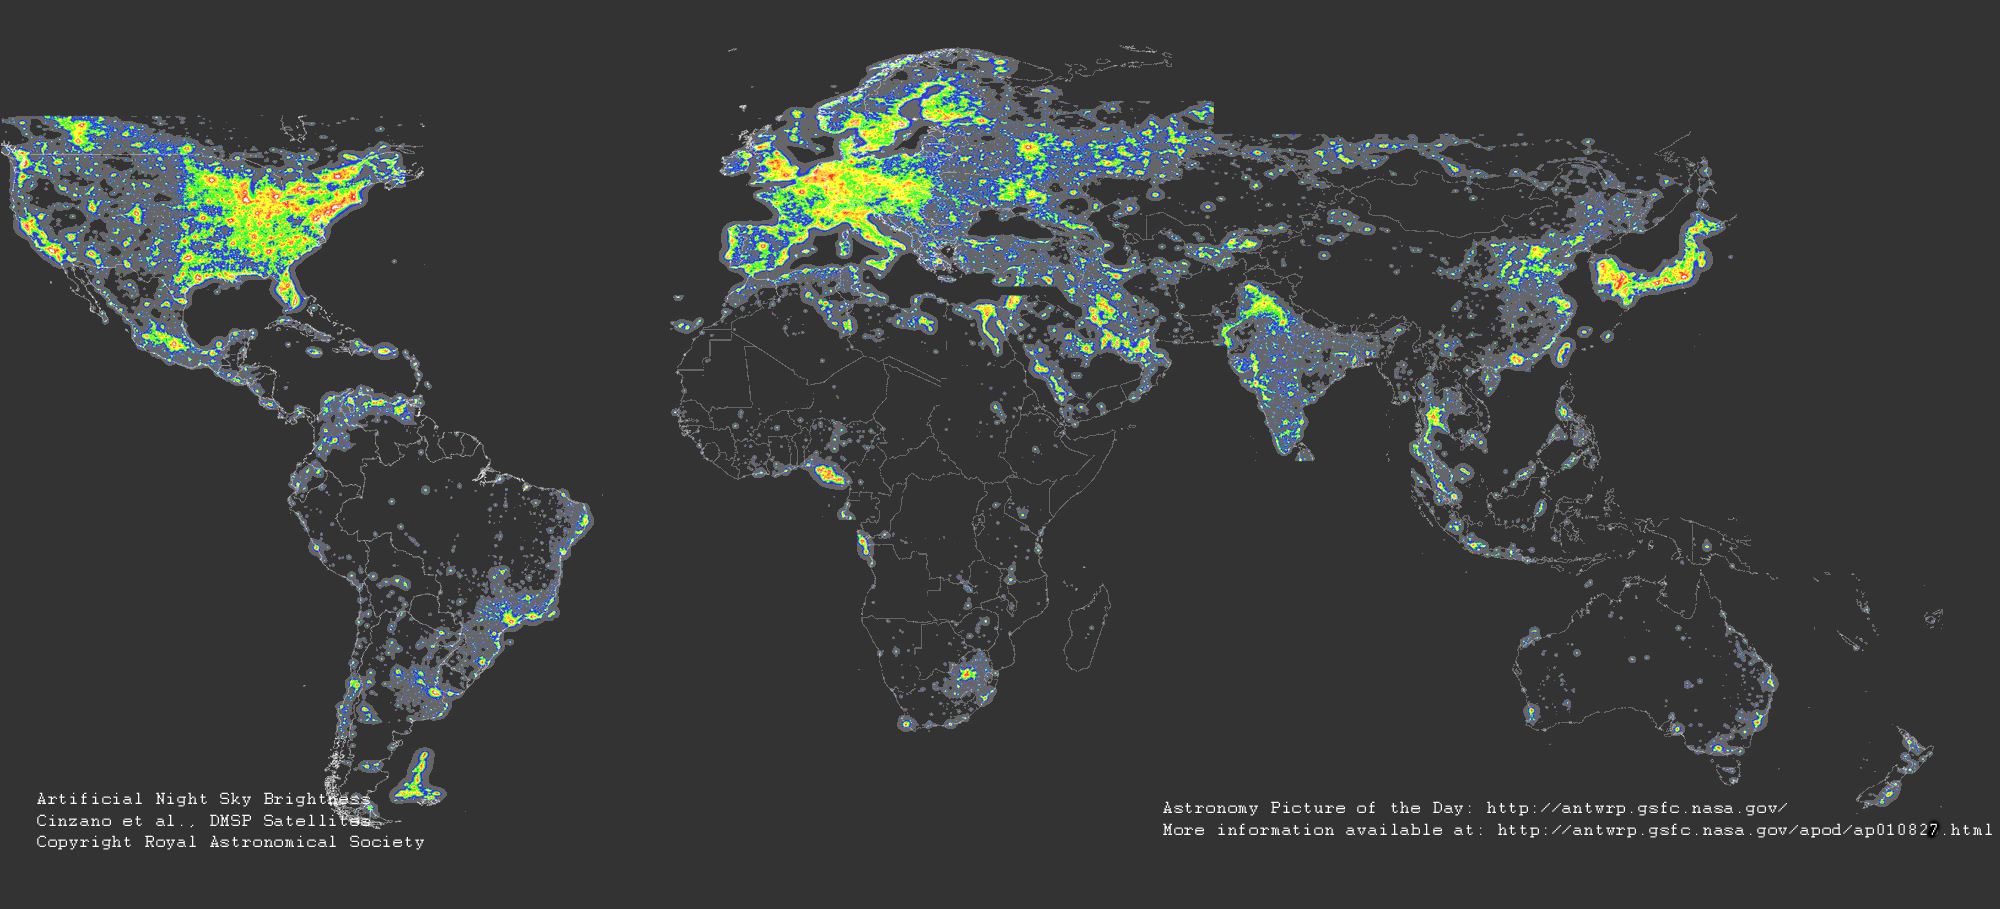 Artificial Night Sky Brightness
Cinzano et al., DMSP Satellites
Copyright Royal Astronomical Society
Astronomy Picture of the Day: http://antwrp.gsfc.nasa.gov/
More information available at: http://antwrp.gsfc.nasa.gov/apod/ap010827.html